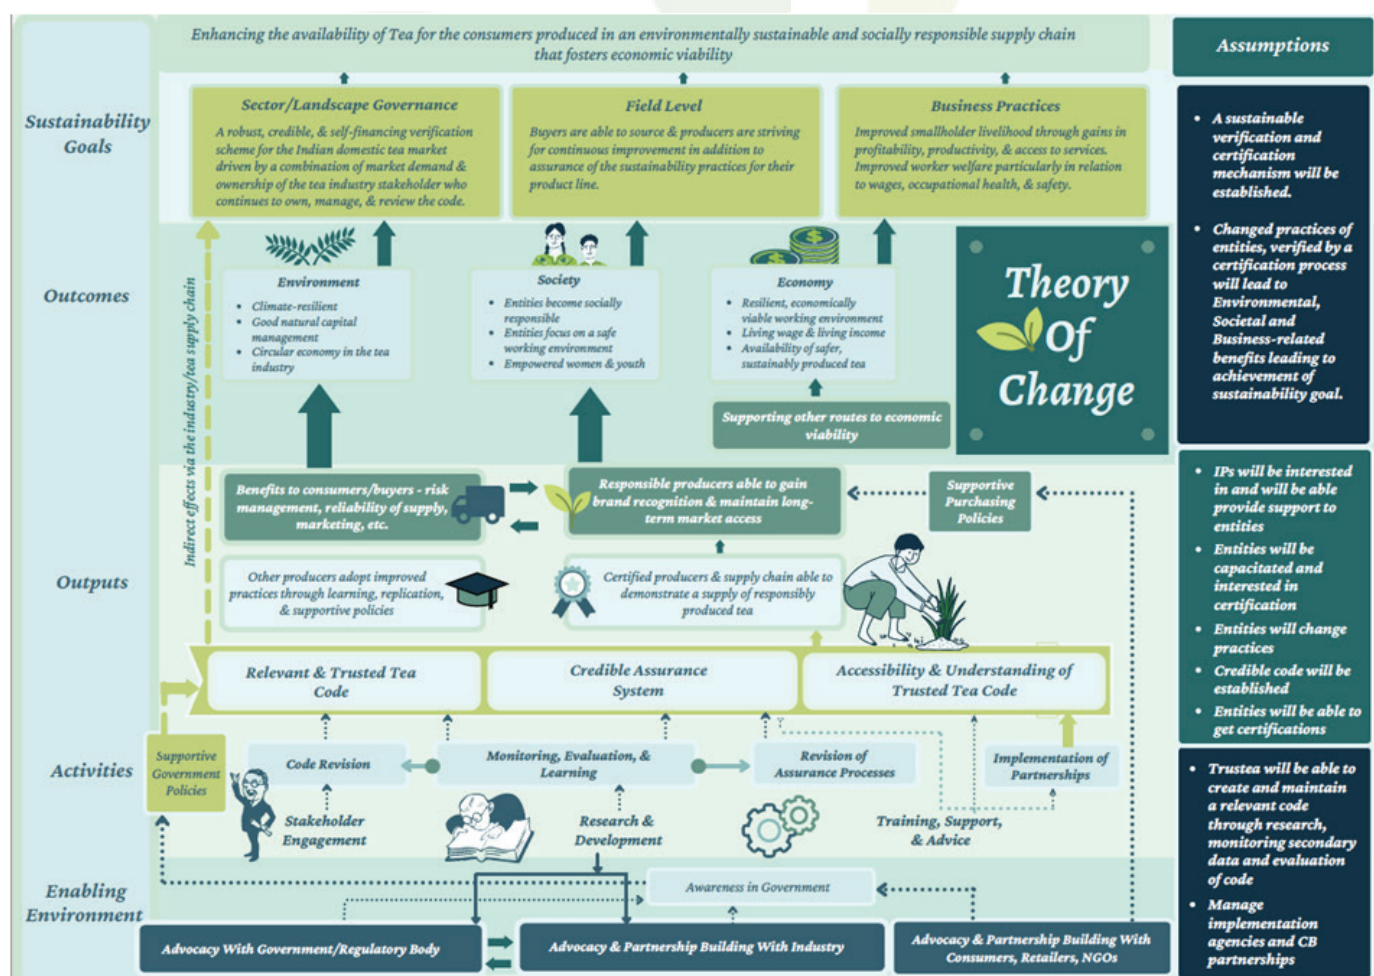 Enhancing the availability of Tea for the consumers produced in an environmentally sustainable and socially responsible supply chain
that fosters economic viability
Assumptions
Sustainability
Goals
Sector/Landscape Governance
A robust, credible, & self-financing verification
scheme for the Indian domestic tea market
driven by a combination of market demand &
ownership of the tea industry stakeholder who
continues to own, manage, & review the code.
Field Level
Buyers are able to source & producers are striving
for continuous improvement in addition to
assurance of the sustainability practices for their
product line.
Business Practices
Improved smallholder livelihood through gains in
profitability, productivity, & access to services.
Improved worker welfare particularly in relation
to wages, occupational health, & safety.
• A sustainable
verification and
certification
mechanism will be
established.
• Changed practices of
entities, verified by a
certification process
will lead to
Environmental,
Societal and
Business-related
benefits leading to
achievement of
sustainability goal.
Outcomes
Indirect effects via the industry/tea supply chain
Environment
• Climate-resilient
• Good natural capital
management
• Circular economy in the tea
industry
Society
• Entities become socially
responsible
• Entities focus on a safe
working environment
• Empowered women & youth
Economy
• Resilient, economically
viable working environment
• Living wage & living income
• Availability of safer,
sustainably produced tea
Supporting other routes to economic
viability
Theory
Of
Change
Outputs
Benefits to consumers/buyers - risk
management, reliability of supply,
marketing, etc.
Responsible producers able to gain
brand recognition & maintain long-
term market access
Supportive
Purchasing
Policies
Other producers adopt improved
practices through learning, replication,
& supportive policies
Certified producers & supply chain able to
demonstrate a supply of responsibly
produced tea
• IPs will be interested
in and will be able
provide support to
entities
• Entities will be
capacitated and
interested in
certification
• Entities will change
practices
• Credible code will be
established
• Entities will be able to
get certifications
Relevant & Trusted Tea
Code
Credible Assurance
System
Accessibility & Understanding of
Trusted Tea Code
Activities
Supportive
Government
Policies
Code Revision
Monitoring, Evaluation, &
Learning
Revision of
Assurance Processes
Implementation of
Partnerships
Stakeholder
Engagement
Research &
Development
Training, Support,
& Advice
• Trustea will be able to
create and maintain
a relevant code
through research,
monitoring secondary
data and evaluation
of code
• Manage
implementation
agencies and CB
partnerships
Enabling
Environment
Awareness in Government
Advocacy With Government/Regulatory Body
Advocacy & Partnership Building With Industry
Advocacy & Partnership Building With
Consumers, Retailers, NGOs